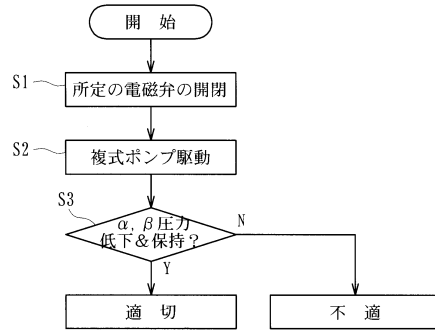 開 始
S1
所定の電磁弁の開閉
S2
複式ポンプ駆動
S3
α, β圧力
低下&保持?
N
Y
適 切
不 適